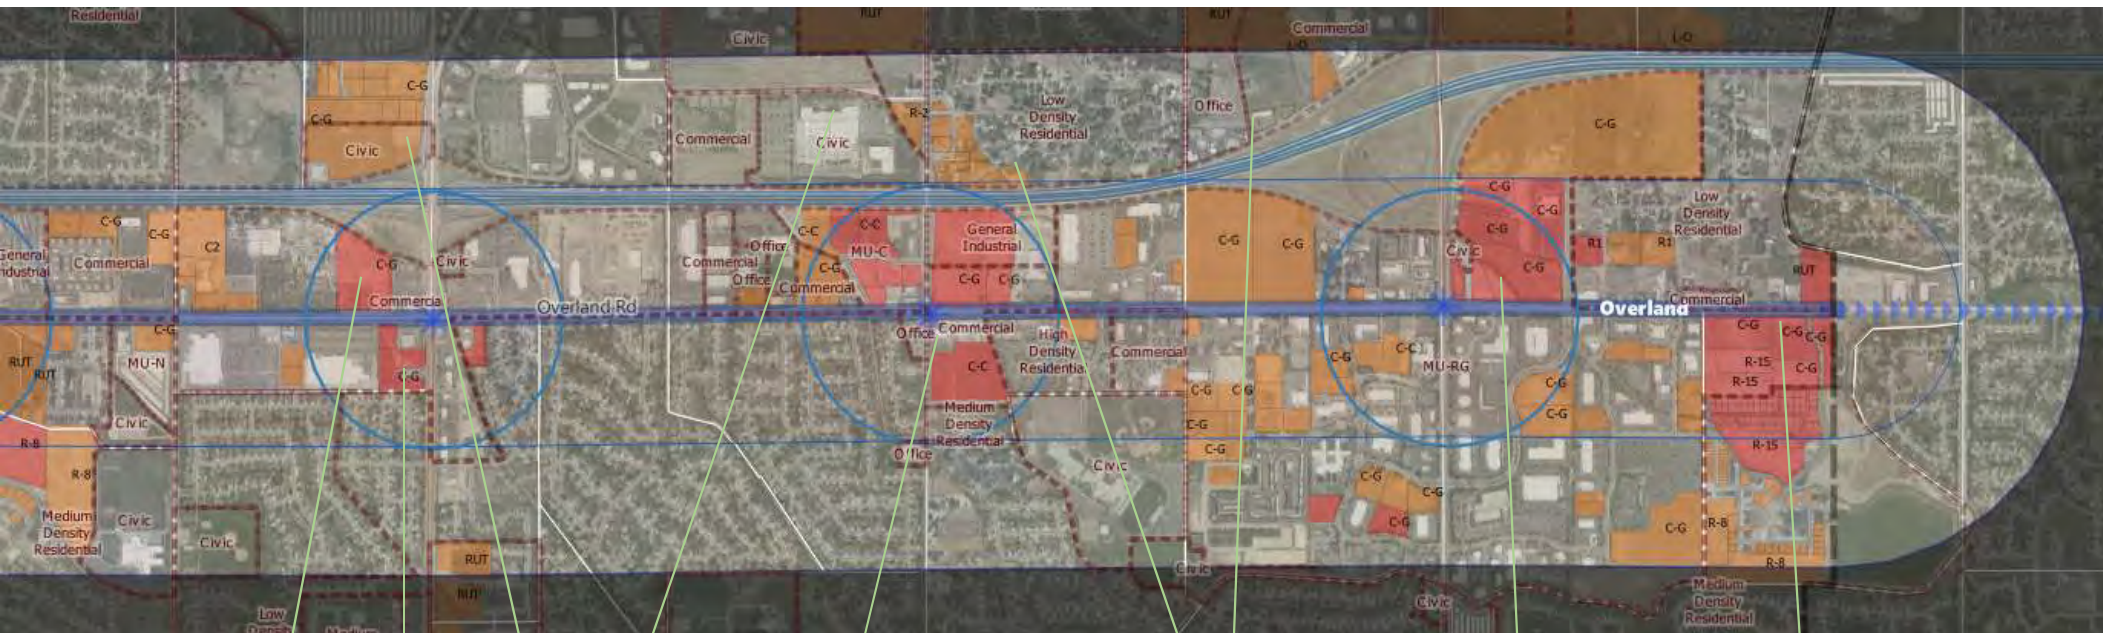 Residential
RUT
Civic
RUT
Commercial
L-O
L-O
C-G
C-G
Civic
Commercial
Civic
R-2
Low
Density
Residential
Office
C-G
C-G
C-G
C2
General
Industrial
Commercial
C-G
Civic
Commercial
Overland Rd
Office
Commercial
Office
C-C
C-G
Commercial
C-C
MU-C
General
Industrial
C-G
C-G
C-G
C-G
C-G
C-G
C-G
Civic
C-G
R1
R1
Low
Density
Residential
RUT
Commercial
Overland
C-G
RUT
RUT
MU-N
Civic
C-G
Office
Commercial
C-C
High
Density
Residential
Commercial
Medium
Density
Residential
Office
Civic
C-G
C-G
C-G
C-G
C-G
C-C
MU-RG
C-G
C-G
C-G
C-G
C-G
C-G
C-G
C-G
R-15
R-15
C-G
R-15
C-G
R-8
R-8
R-8
R-8
Medium
Density
Residential
Civic
Civic
RUT
RUT
Civic
Low
Civic
Medium
Density
Residential